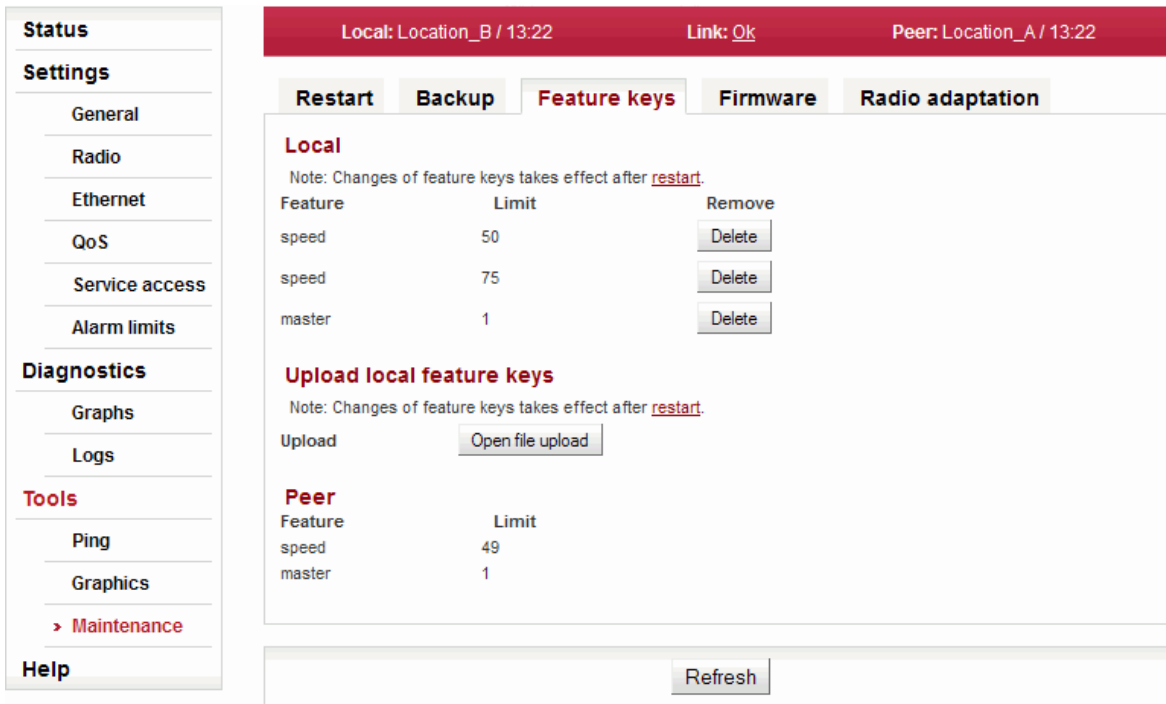 Status
Settings
General
Radio
Ethernet
QoS
Service access
Alarm limits
Diagnostics
Graphs
Logs
Tools
Ping
Graphics
Maintenance
Help
Local: Location_B / 13:22 Link: Ok Peer: Location_A / 13:22
Restart Backup Feature keys Firmware Radio adaptation
Local
Note: Changes of feature keys takes effect after restart.
Feature Limit Remove
speed 50 Delete
speed 75 Delete
master 1 Delete
Upload local feature keys
Note: Changes of feature keys takes effect after restart.
Upload Open file upload
Peer
Feature Limit
speed 49
master 1
Refresh